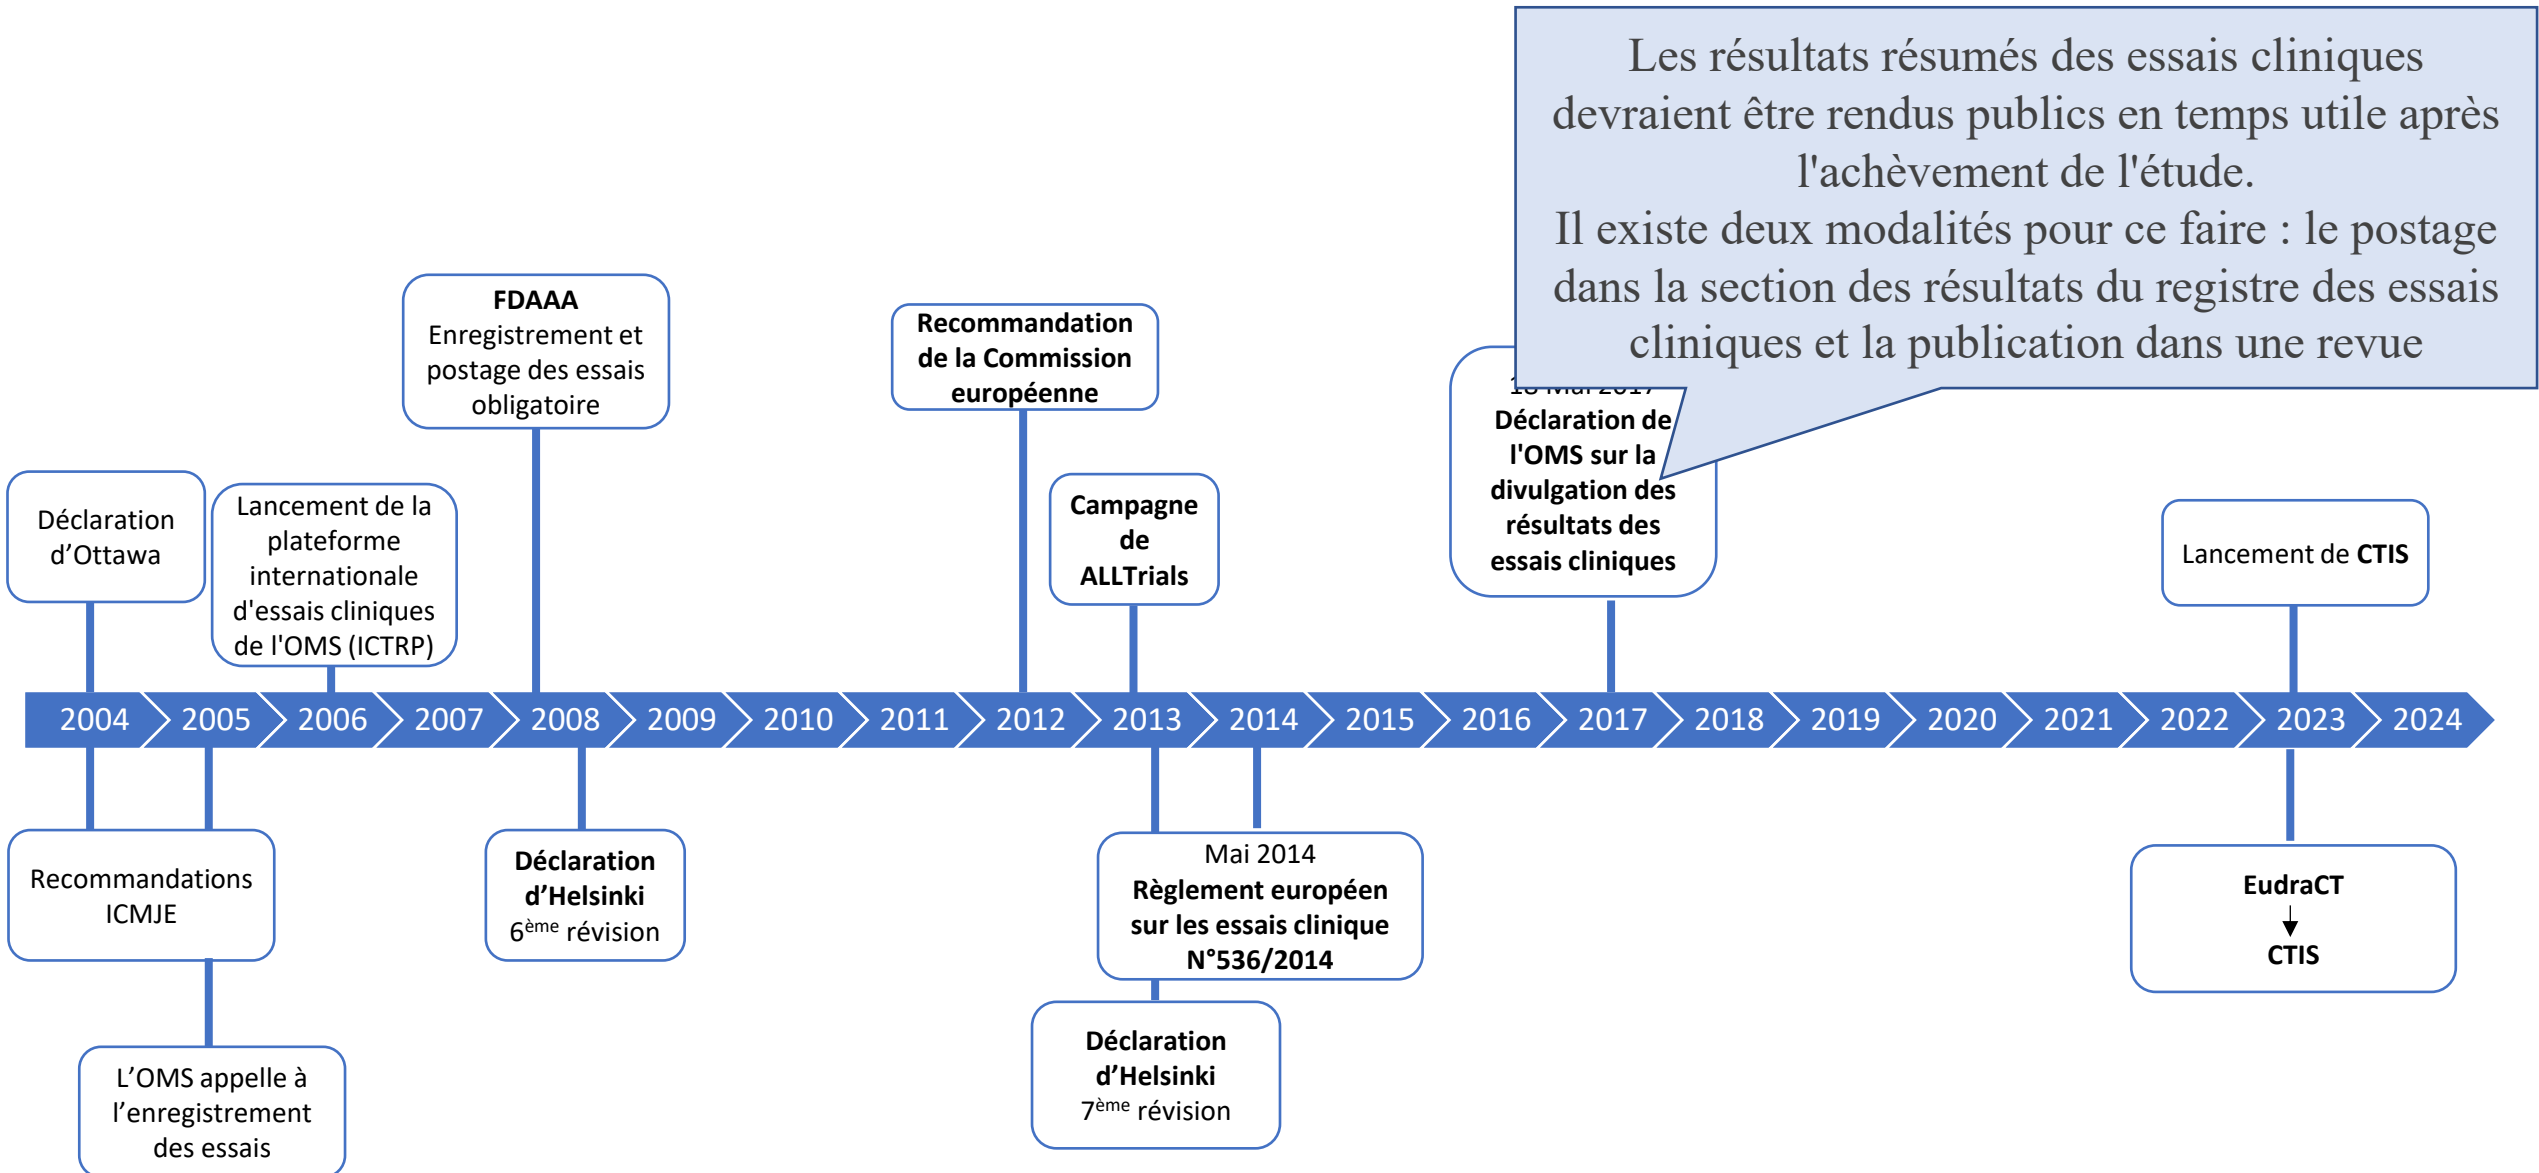 Les résultats résumés des essais cliniques
devraient être rendus publics en temps utile après
l'achèvement de l'étude.
Il existe deux modalités pour ce faire : le postage
dans la section des résultats du registre des essais
cliniques et la publication dans une revue
FDAAA
Enregistrement et
postage des essais
obligatoire
Recommandation
de la Commission
européenne
Déclaration de
l'OMS sur la
divulgation des
résultats des
essais cliniques
Déclaration
d’Ottawa
Lancement de la
plateforme
internationale
d'essais cliniques
de l'OMS (ICTRP)
Campagne
de
ALLTrials
Lancement de CTIS
2004 2005 2006 2007 2008 2009 2010 2011 2012 2013 2014 2015 2016 2017 2018 2019 2020 2021 2022 2023 2024
Recommandations
ICMJE
Déclaration
d’Helsinki
6ème révision
Mai 2014
Règlement européen
sur les essais clinique
N°536/2014
EudraCT
CTIS
L’OMS appelle à
l’enregistrement
des essais
Déclaration
d’Helsinki
7ème révision